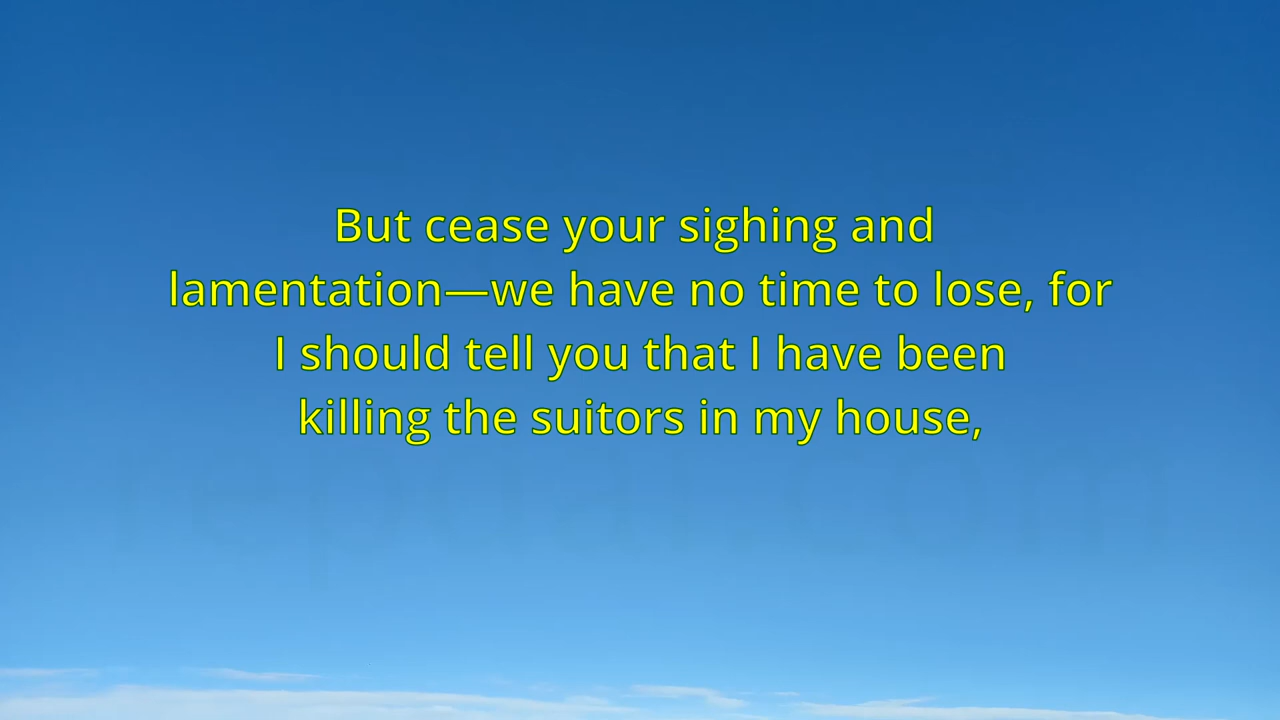 But cease your sighing and
lamentation—we have no time to lose, for
I should tell you that I have been
killing the suitors in my house,